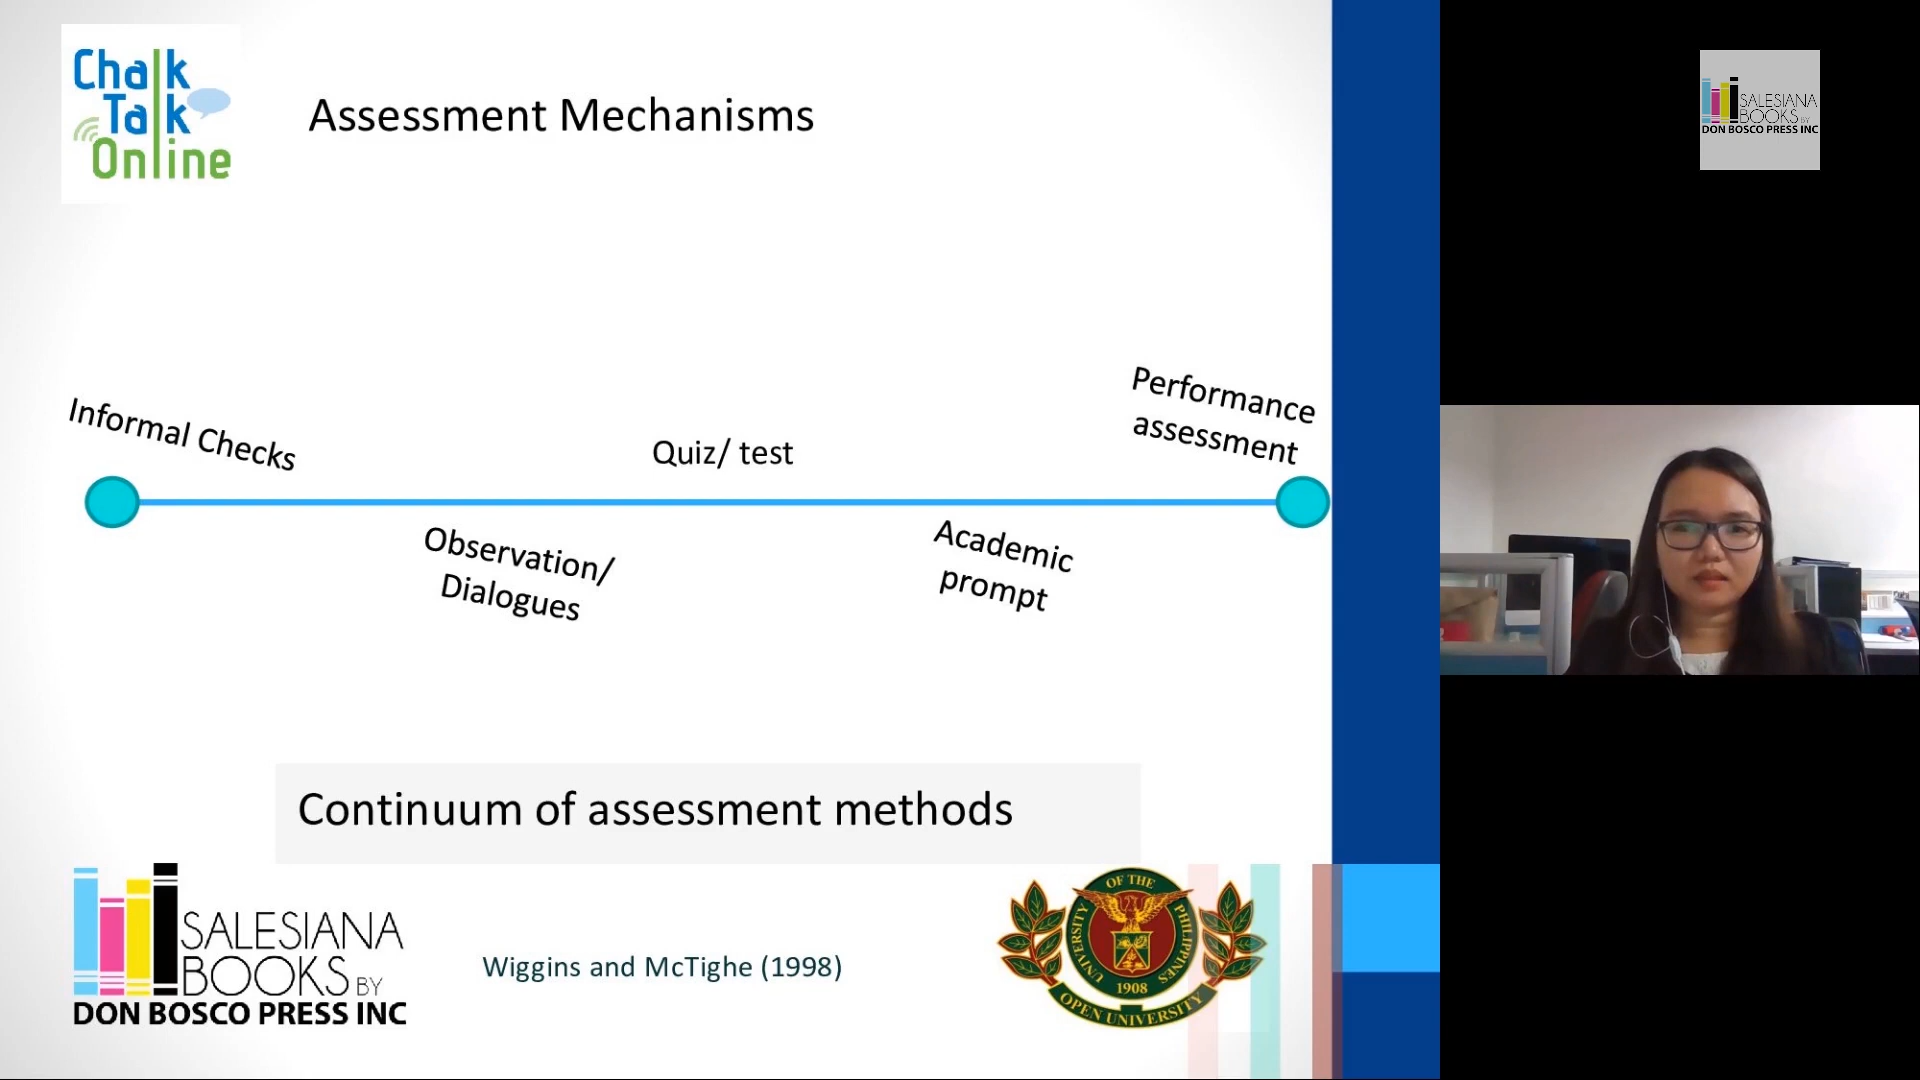 Chalk
Talk
Online
Assessment Mechanisms
SALESIANA
BOOKS BY
DON BOSCO PRESS INC
Informal Checks
Quiz/ test
Performance
assessment
Observation/
Dialogues
Academic
prompt
Continuum of assessment methods
SALESIANA
BOOKS BY
DON BOSCO PRESS INC
Wiggins and McTighe (1998)
UNIVERSITY OF THE PHILIPPINES
1908
OPEN UNIVERSITY